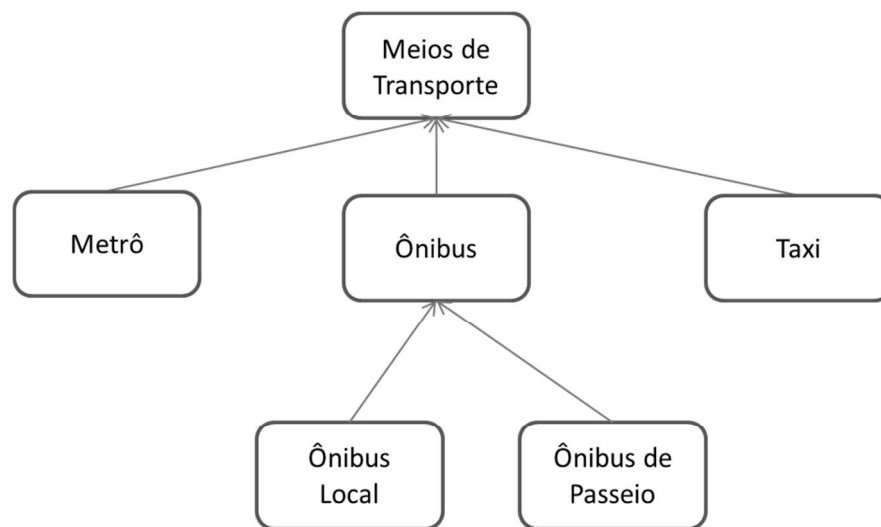 Meios de
Transporte
Metrô
Ônibus
Taxi
Ônibus
Local
Ônibus de
Passeio